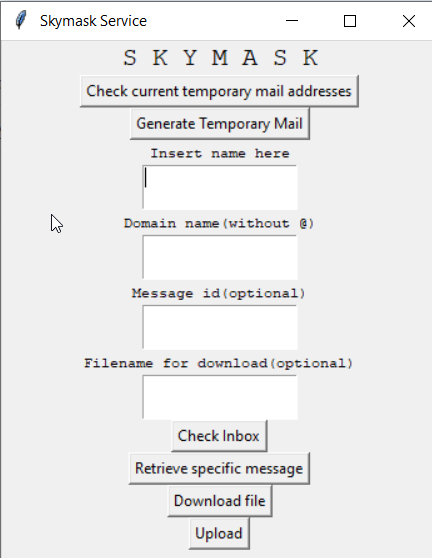 Skymask Service
S K Y M A S K
Check current temporary mail addresses
Generate Temporary Mail
Insert name here
Domain name(without @)
Message id(optional)
Filename for download(optional)
Check Inbox
Retrieve specific message
Download file
Upload